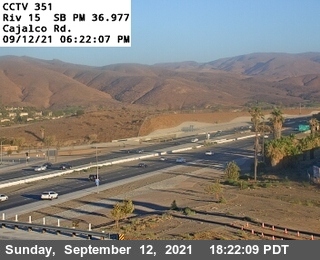 CCTV 351
Riv 15 SB PM 36.977
Cajalco Rd.
09/12/21 06:22:07 PM
Sunday, September 12, 2021 18:22:09 PDT